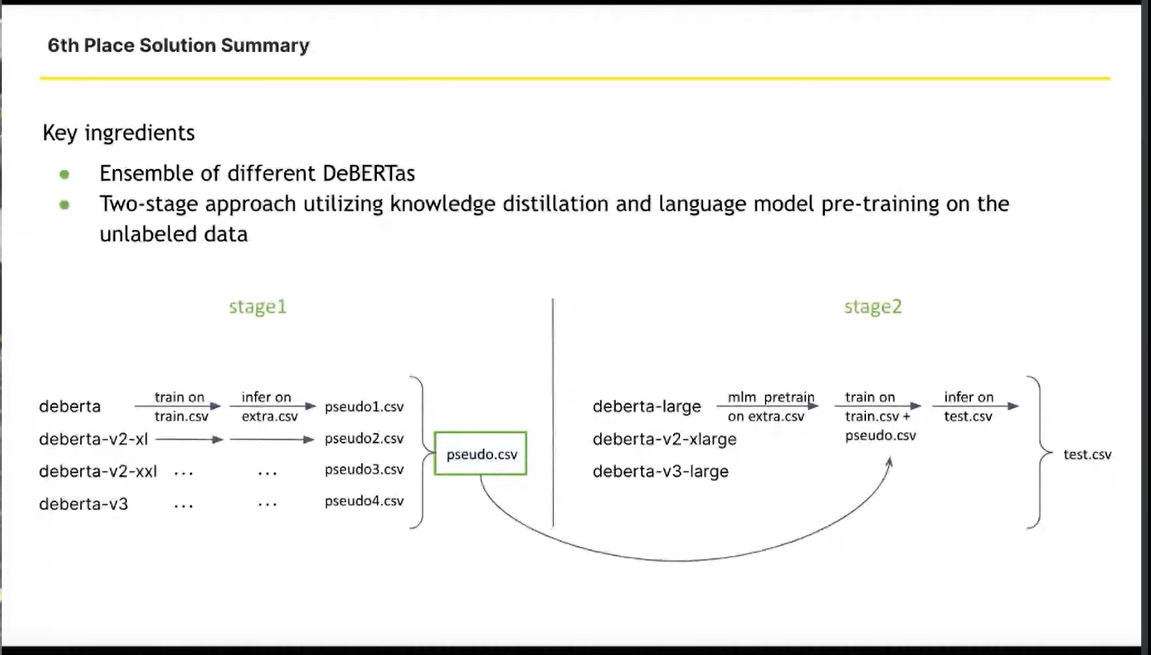 6th Place Solution Summary
Key ingredients
Ensemble of different DeBERTas
Two-stage approach utilizing knowledge distillation and language model pre-training on the
unlabeled data
stage1
deberta
train on
train.csv
infer on
extra.csv
pseudo1.csv
deberta-v2-xl
pseudo2.csv
deberta-v2-xxl
...
...
pseudo3.csv
deberta-v3
...
...
pseudo4.csv
pseudo.csv
stage2
deberta-large
mlm pretrain
on extra.csv
train on
train.csv +
pseudo.csv
infer on
test.csv
deberta-v2-xlarge
deberta-v3-large
test.csv